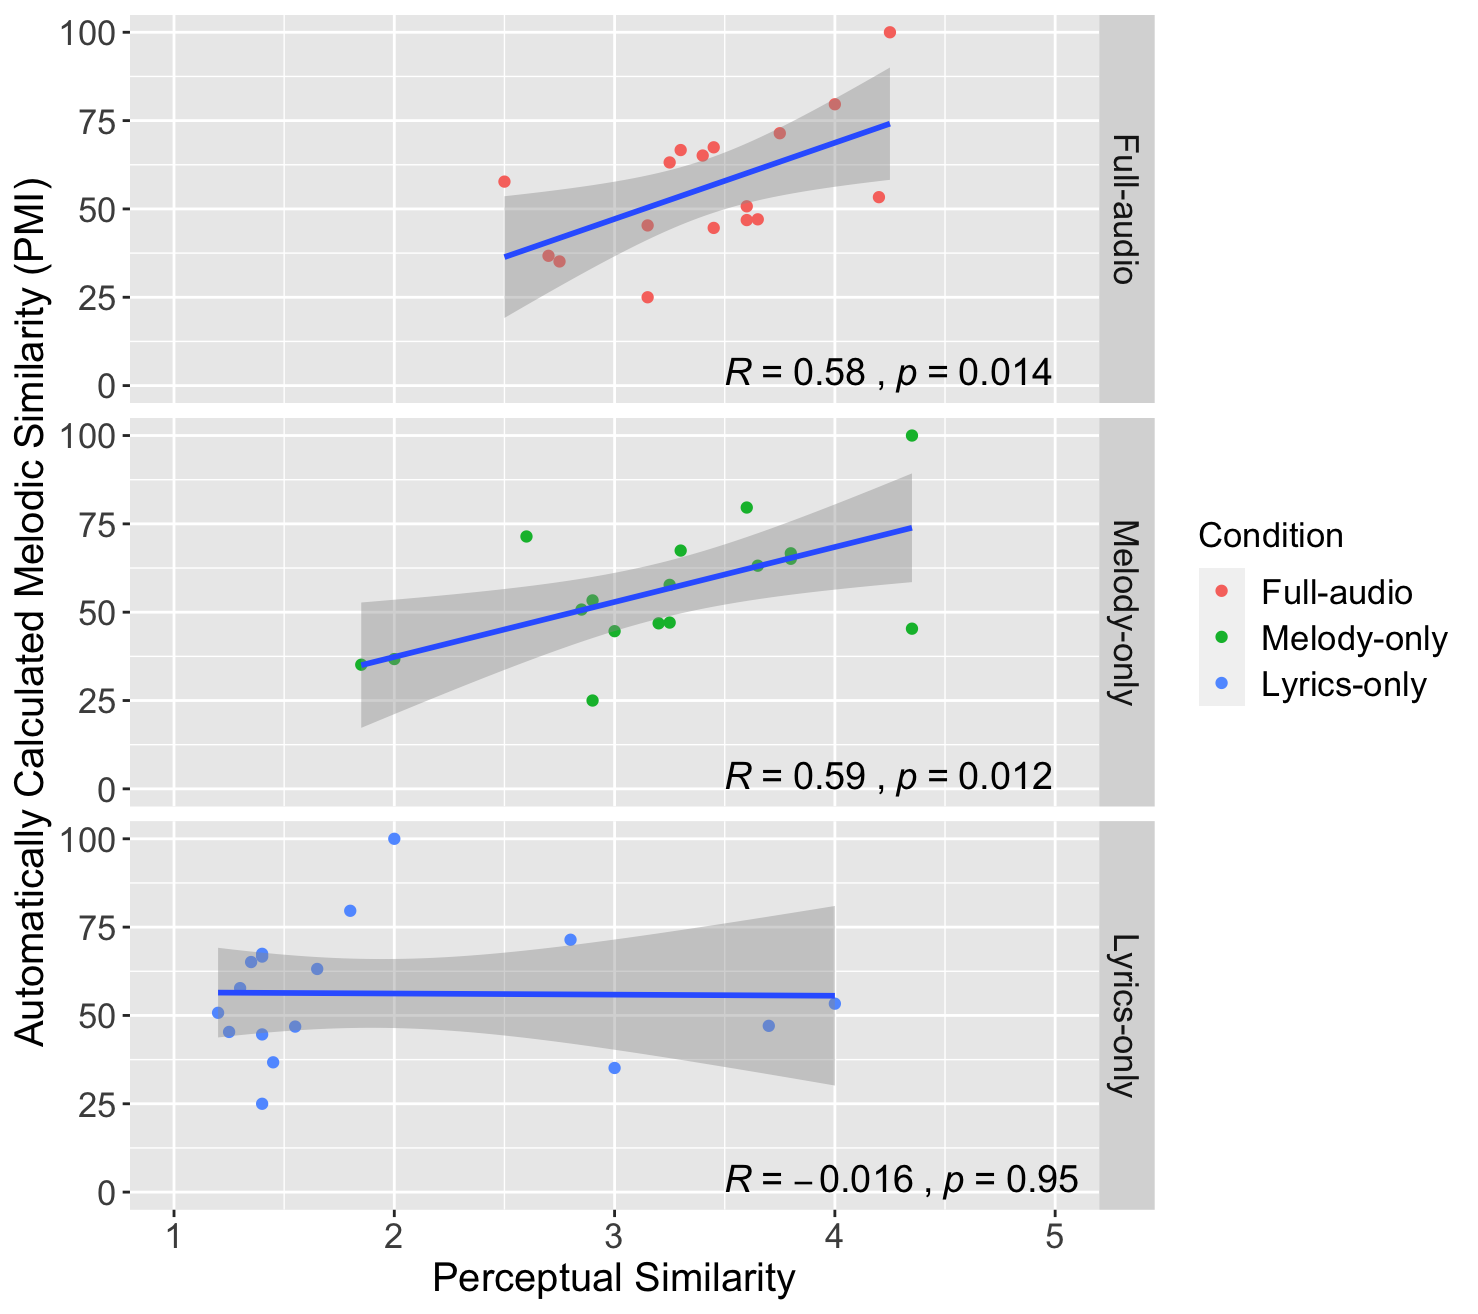 Automatically Calculated Melodic Similarity (PMI)
100
75
50
25
0
R = 0.58 , p = 0.014
Full-audio
100
75
50
25
0
R = 0.59 , p = 0.012
Melody-only
100
75
50
25
0
R = −0.016 , p = 0.95
Lyrics-only
1 2 3 4 5
Perceptual Similarity
Condition
Full-audio
Melody-only
Lyrics-only